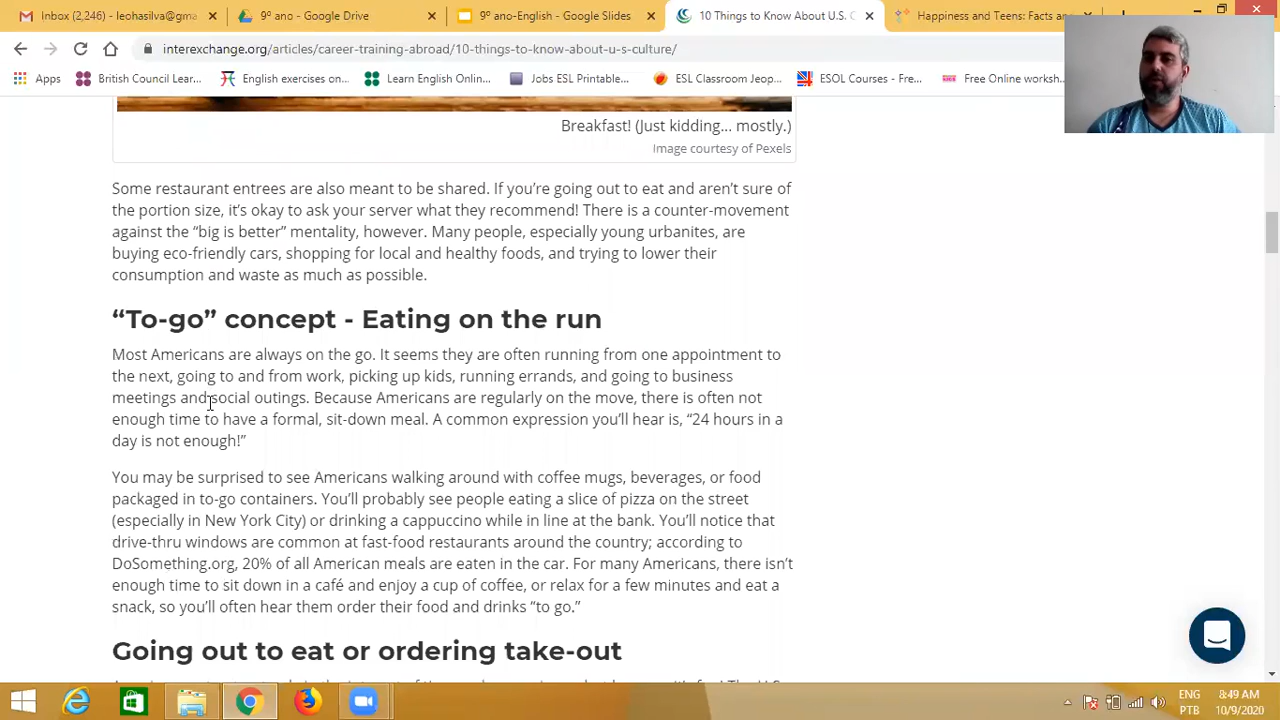 Inbox (2,246) - leohasilva@gma
9º ano - Google Drive
9º ano-English - Google Slides
10 Things to Know About U.S. C
Happiness and Teens: Facts a
interexchange.org/articles/career-training-abroad/10-things-to-know-about-u-s-culture/
Apps
British Council Lear...
English exercises on...
Learn English Onlin...
Jobs ESL Printable...
ESL Classroom Jeop...
ESOL Courses - Fre...
Free Online worksh...
Breakfast! (Just kidding... mostly.)
Image courtesy of Pexels
Some restaurant entrees are also meant to be shared. If you’re going out to eat and aren’t sure of
the portion size, it’s okay to ask your server what they recommend! There is a counter-movement
against the “big is better” mentality, however. Many people, especially young urbanites, are
buying eco-friendly cars, shopping for local and healthy foods, and trying to lower their
consumption and waste as much as possible.
“To-go” concept - Eating on the run
Most Americans are always on the go. It seems they are often running from one appointment to
the next, going to and from work, picking up kids, running errands, and going to business
meetings and social outings. Because Americans are regularly on the move, there is often not
enough time to have a formal, sit-down meal. A common expression you’ll hear is, “24 hours in a
day is not enough!”
You may be surprised to see Americans walking around with coffee mugs, beverages, or food
packaged in to-go containers. You’ll probably see people eating a slice of pizza on the street
(especially in New York City) or drinking a cappuccino while in line at the bank. You’ll notice that
drive-thru windows are common at fast-food restaurants around the country; according to
DoSomething.org, 20% of all American meals are eaten in the car. For many Americans, there isn’t
enough time to sit down in a café and enjoy a cup of coffee, or relax for a few minutes and eat a
snack, so you’ll often hear them order their food and drinks “to go.”
Going out to eat or ordering take-out
ENG
PTB
8:49 AM
10/9/2020